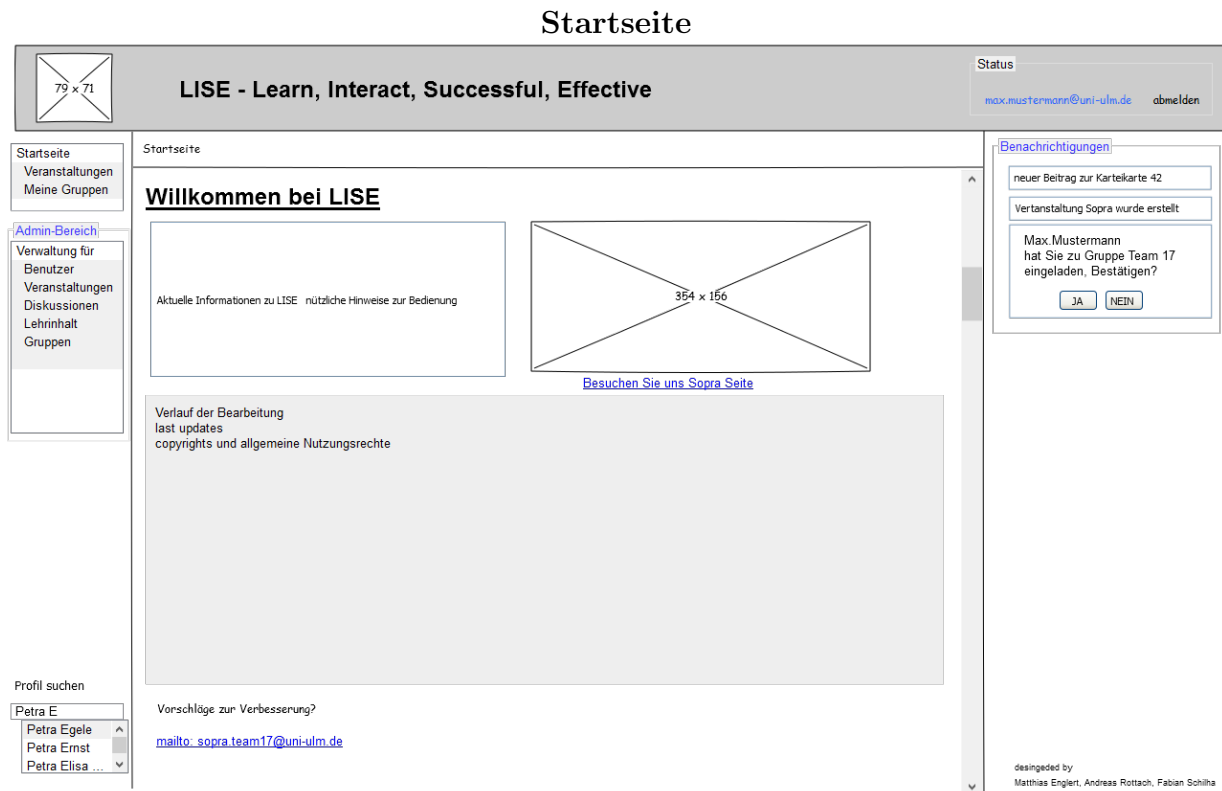 Startseite
79 x 71
LISE - Learn, Interact, Successful, Effective
Status
max.mustermann@uni-ulm.de abmelden
Startseite
Veranstaltungen
Meine Gruppen
Admin-Bereich
Verwaltung für
Benutzer
Veranstaltungen
Diskussionen
Lehrinhalt
Gruppen
Profil suchen
Petra E
Petra Egele
Petra Ernst
Petra Elisa ...
Startseite
Willkommen bei LISE
Aktuelle Informationen zu LISE nützliche Hinweise zur Bedienung
354 x 156
Besuchen Sie uns Sopra Seite
Verlauf der Bearbeitung
last updates
copyrights und allgemeine Nutzungsrechte
Vorschläge zur Verbesserung?
mailto: sopra.team17@uni-ulm.de
Benachrichtigungen
neuer Beitrag zur Karteikarte 42
Vertanstaltung Sopra wurde erstellt
Max.Mustermann
hat Sie zu Gruppe Team 17
eingeladen, Bestätigen?
JA NEIN
desingeded by
Matthias Englert, Andreas Rottach, Fabian Schilha